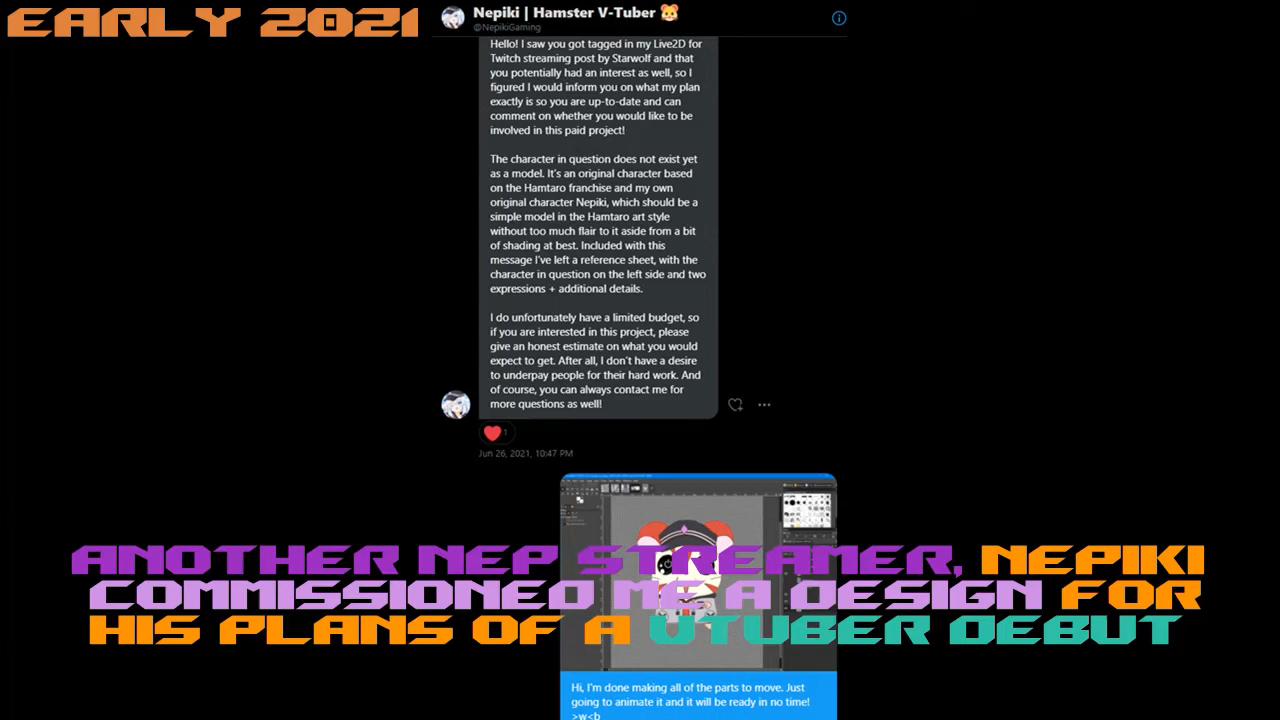 EARLY 2021
Nepiki | Hamster V-Tuber 🐹
@NepikiGaming
Hello! I saw you got tagged in my Live2D for
Twitch streaming post by Starwolf and that
you potentially had an interest as well, so I
figured I would inform you on what my plan
exactly is so you are up-to-date and can
comment on whether you would like to be
involved in this paid project!
The character in question does not exist yet
as a model. It's an original character based
on the Hamtaro franchise and my own
original character Nepiki, which should be a
simple model in the Hamtaro art style
without too much flair to it aside from a bit
of shading at best. Included with this
message I've left a reference sheet, with the
character in question on the left side and two
expressions + additional details.
I do unfortunately have a limited budget, so
if you are interested in this project, please
give an honest estimate on what you would
expect to get. After all, I don't have a desire
to underpay people for their hard work. And
of course, you can always contact me for
more questions as well!
❤️ 1
Jun 26, 2021, 10:47 PM
ANOTHER NEP STREAMER, NEPIKI
COMMISSIONED ME A DESIGN FOR
HIS PLANS OF A VTUBER DEBUT
Hi, I'm done making all of the parts to move. Just
going to animate it and it will be ready in no time!
>w<b